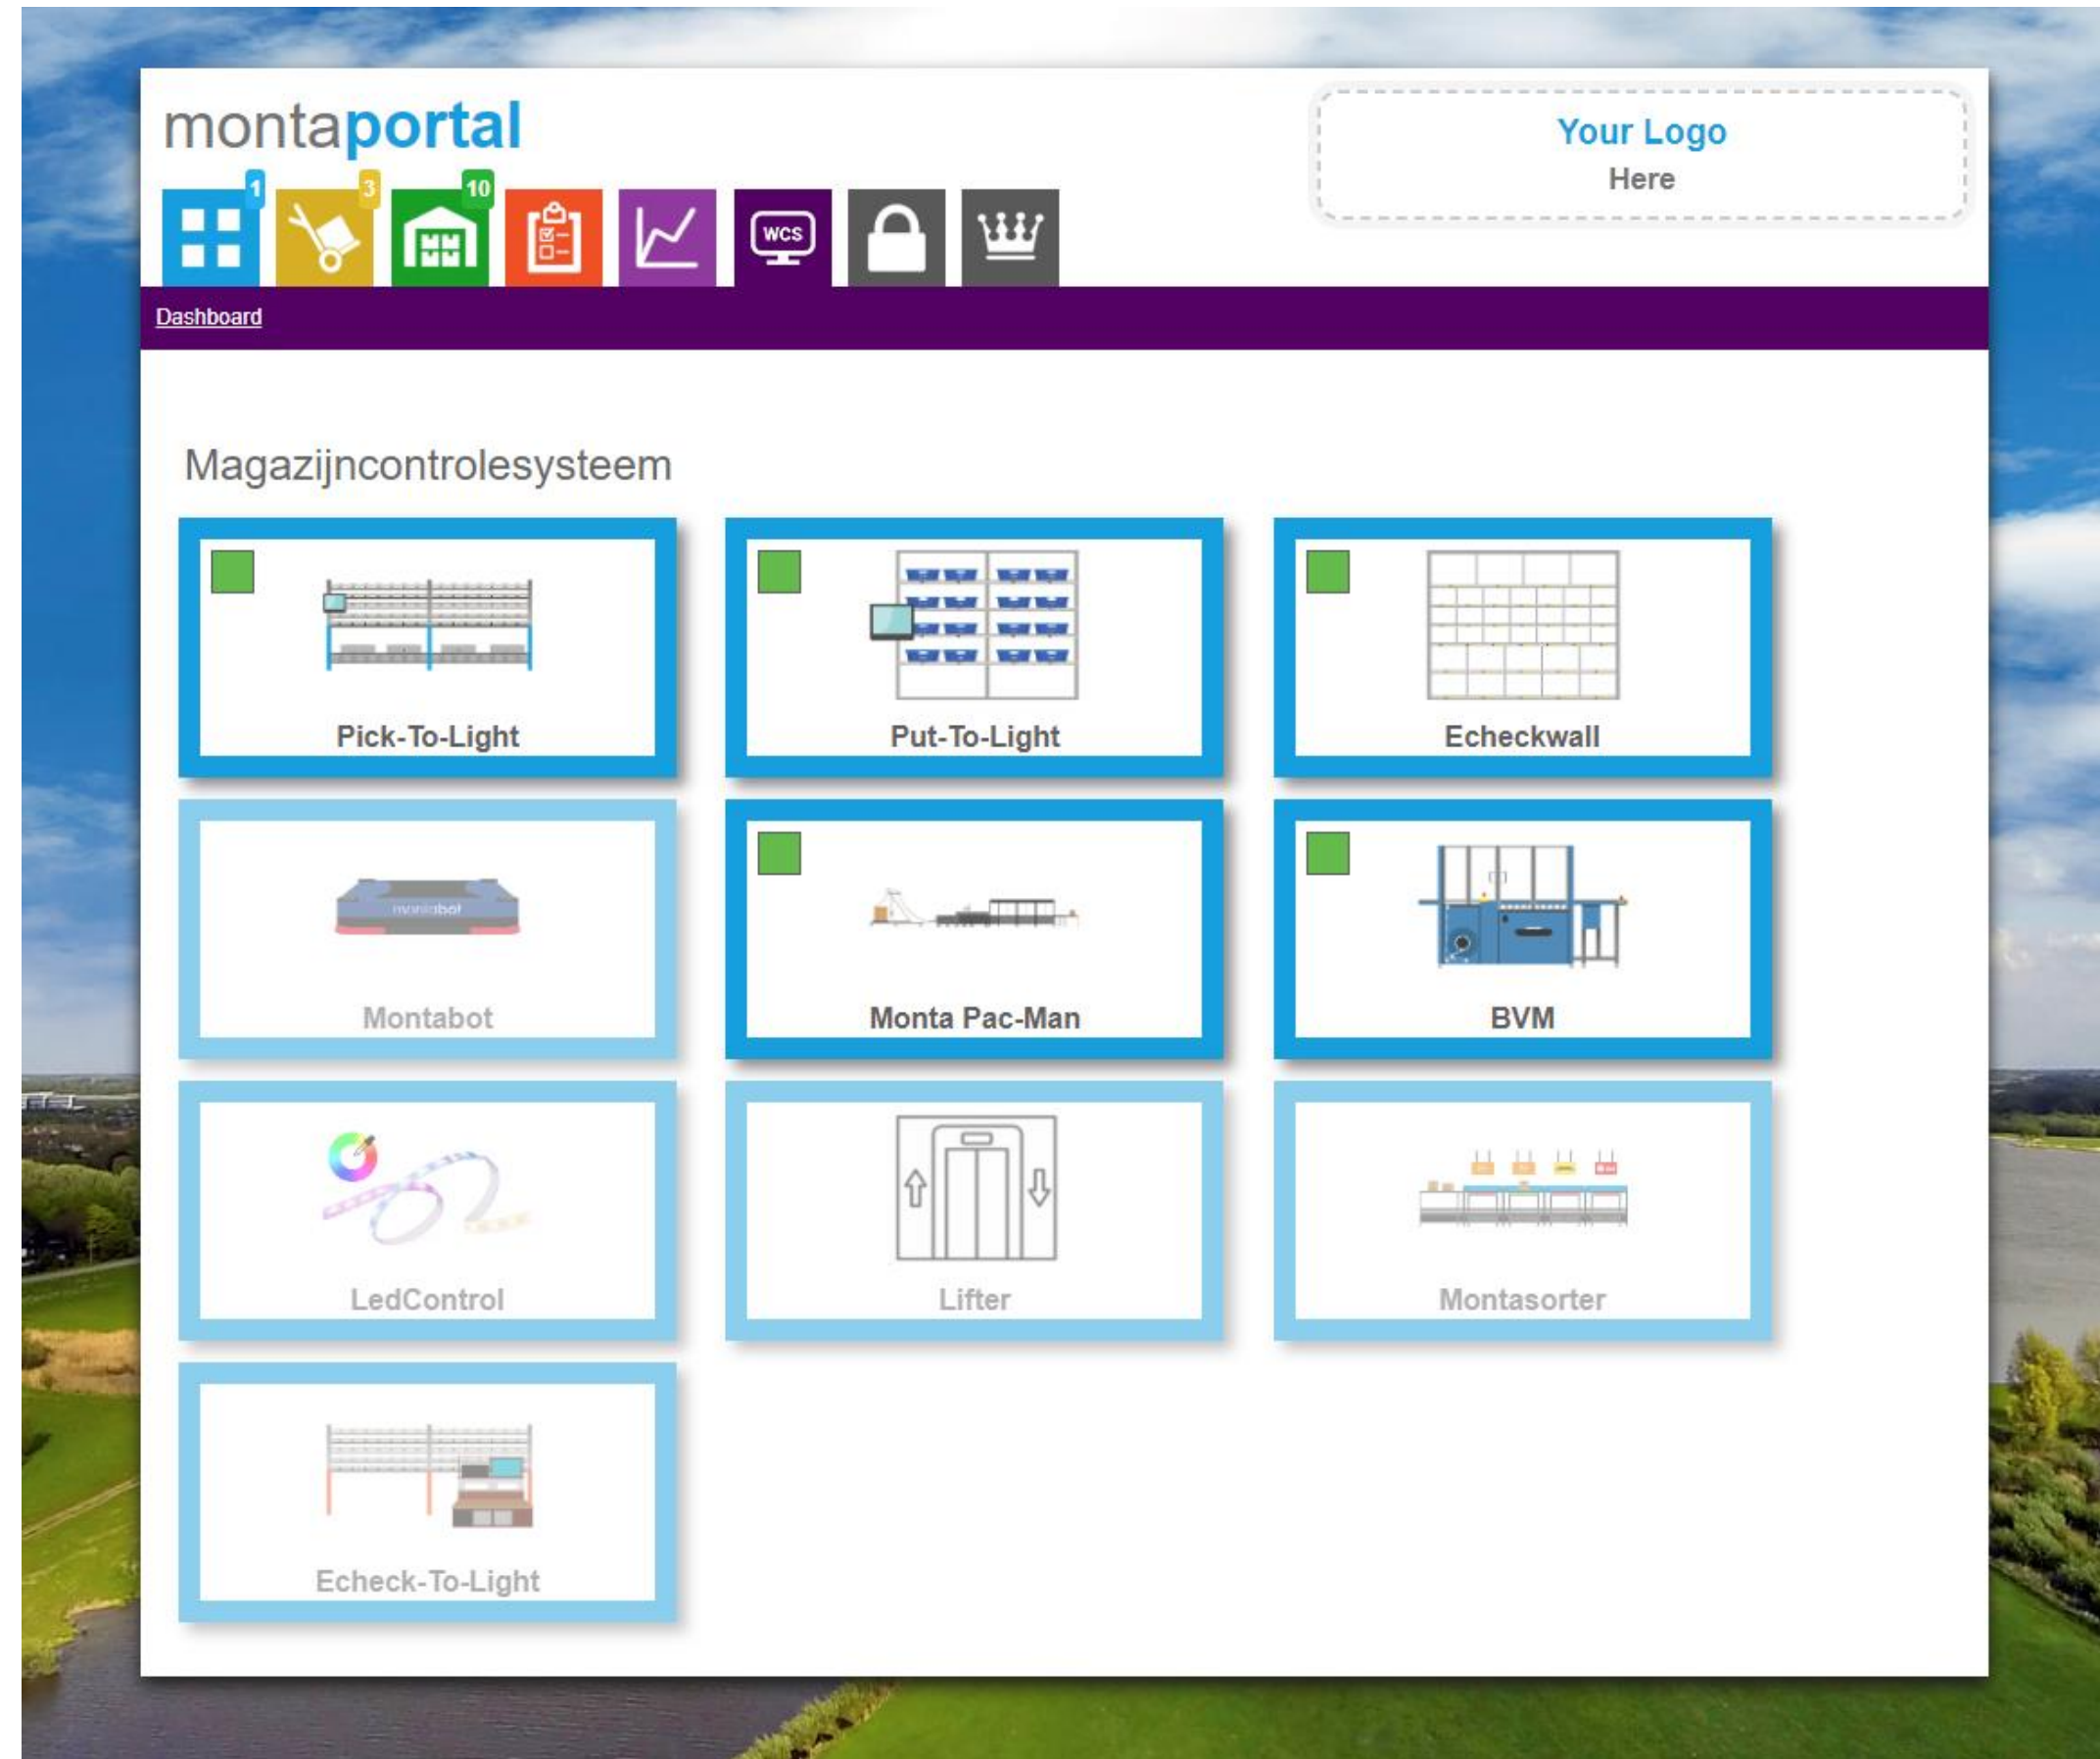 montaportal
Your Logo
Here
1
3
10
WCS
Dashboard
Magazijncontrolesysteem
Pick-To-Light
Put-To-Light
Echeckwall
montabot
Montabot
Monta Pac-Man
BVM
LedControl
Lifter
Montasorter
Echeck-To-Light